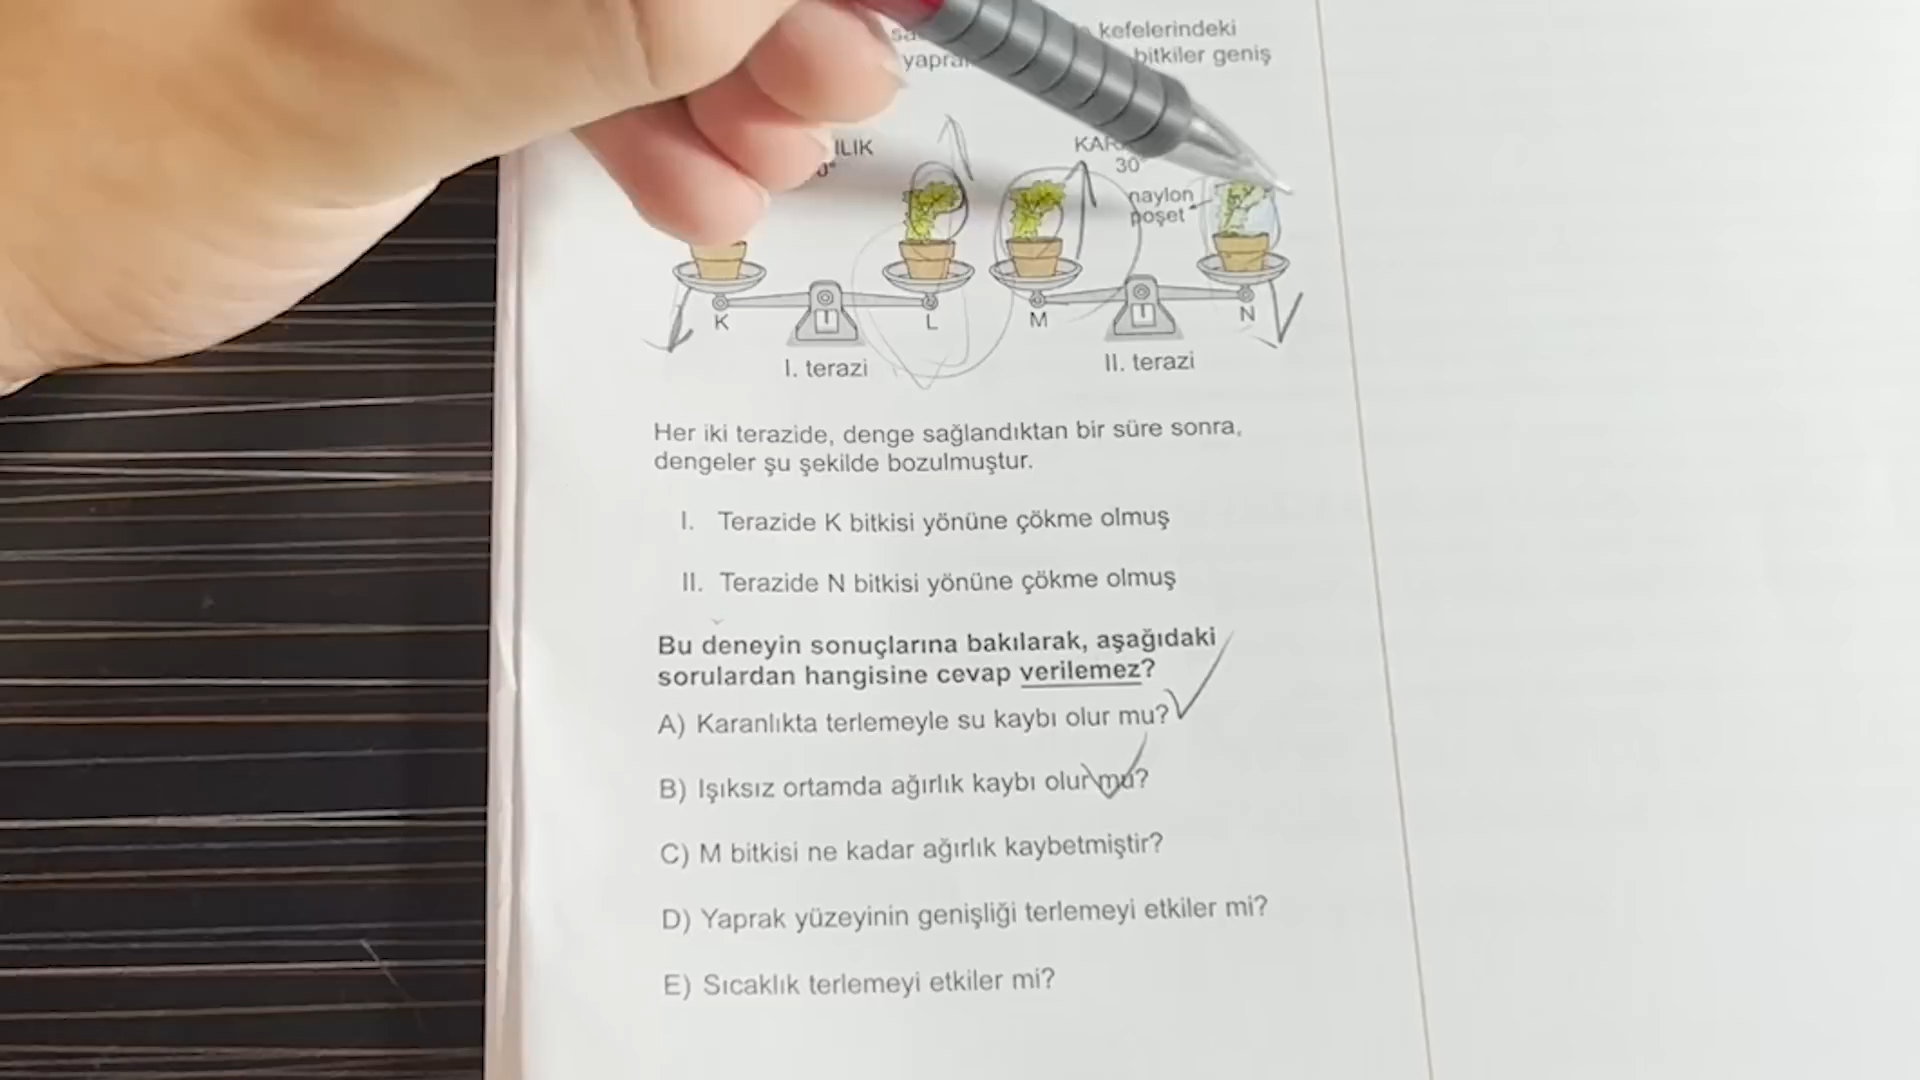 kefelerindeki
bitkiler geniş
ILIK
30°
naylon
poşet
K
L
M
N
I. terazi
II. terazi
Her iki terazide, denge sağlandıktan bir süre sonra,
dengeler şu şekilde bozulmuştur.
I. Terazide K bitkisi yönüne çökme olmuş
II. Terazide N bitkisi yönüne çökme olmuş
Bu deneyin sonuçlarına bakılarak, aşağıdaki
sorulardan hangisine cevap verilemez?
A) Karanlıkta terlemeyle su kaybı olur mu?
B) Işıksız ortamda ağırlık kaybı olur mu?
C) M bitkisi ne kadar ağırlık kaybetmiştir?
D) Yaprak yüzeyinin genişliği terlemeyi etkiler mi?
E) Sıcaklık terlemeyi etkiler mi?